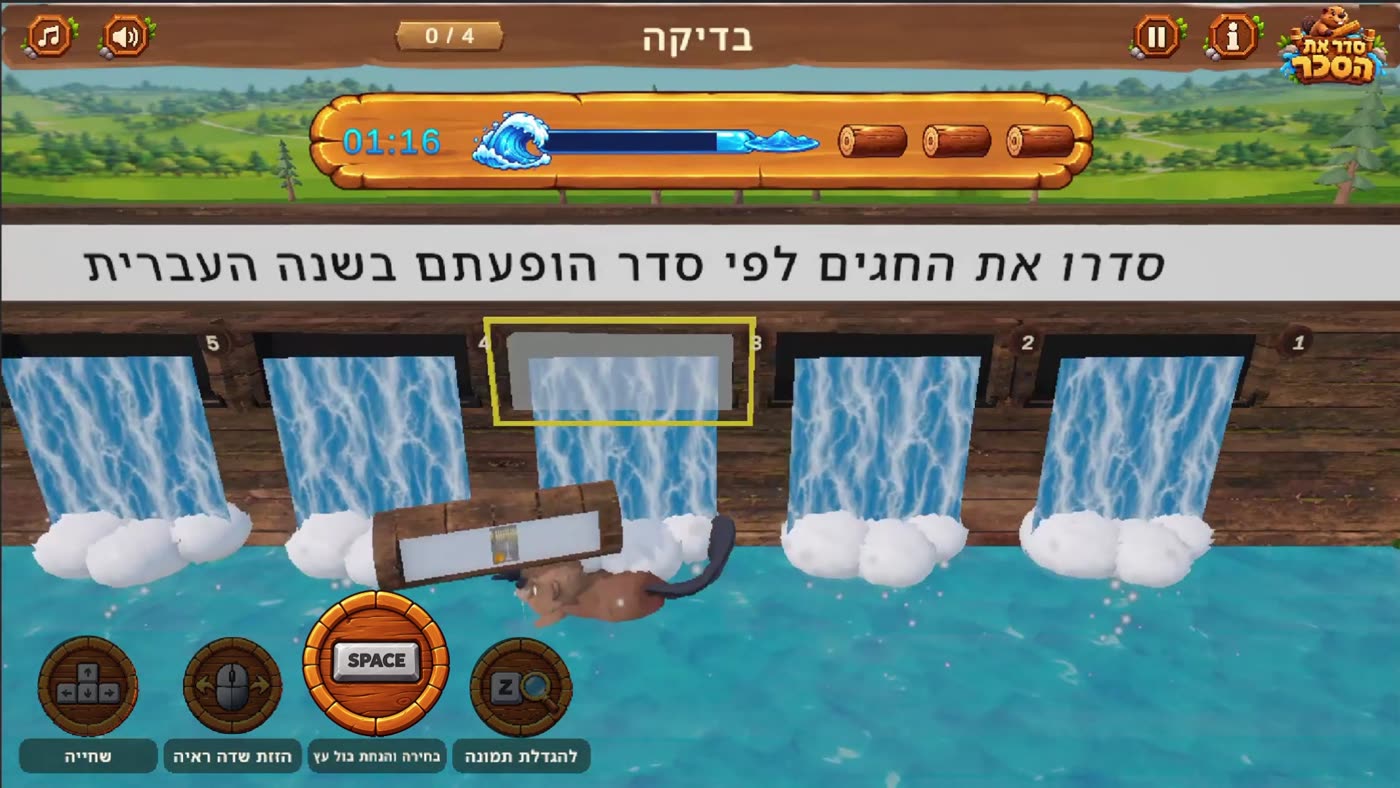 בדיקה
0 / 4
סדר את
הסכר
01:16
סדרו את החגים לפי סדר הופעתם בשנה העברית
1
2
3
4
5
SPACE
Z
שחייה
הזזת שדה ראיה
בחירה והנחת בול עץ
להגדלת תמונה